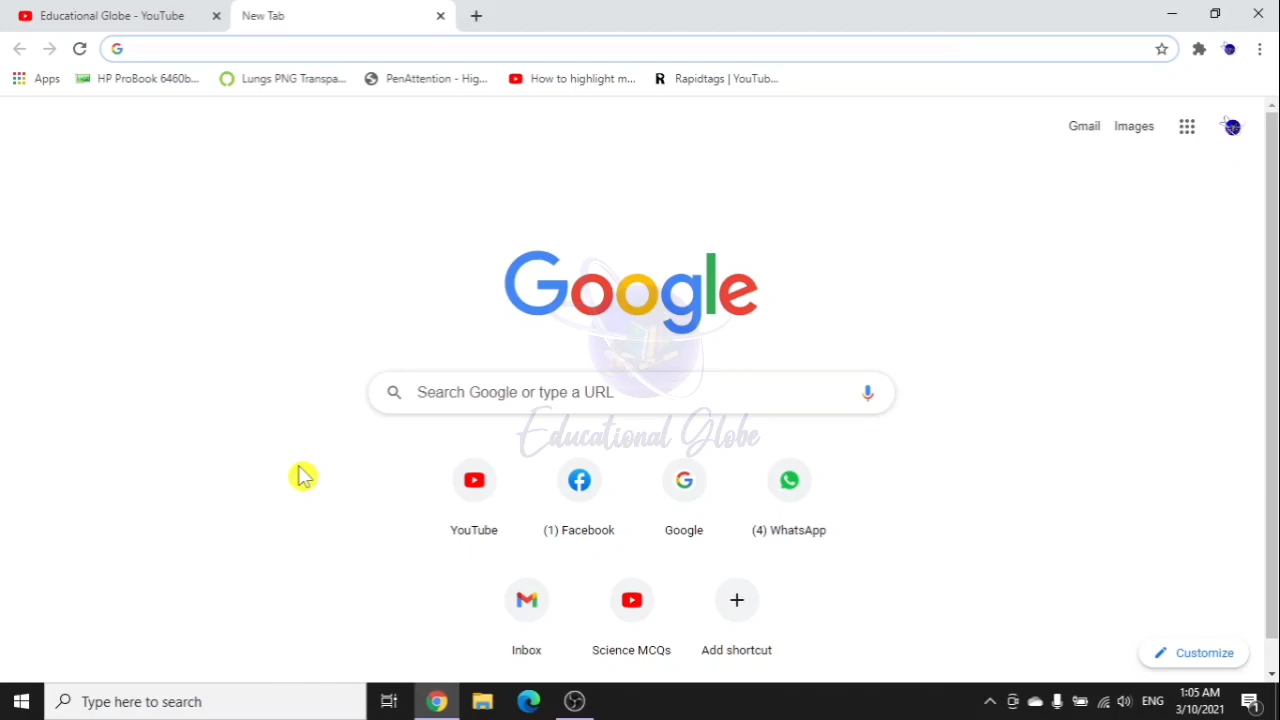 Educational Globe - YouTube
New Tab
Apps
HP ProBook 6460b...
Lungs PNG Transpa...
PenAttention - Hig...
How to highlight m...
R
Rapidtags | YouTub...
Gmail
Images
Google
Search Google or type a URL
Educational Globe
YouTube
(1) Facebook
Google
(4) WhatsApp
Inbox
Science MCQs
Add shortcut
Customize
Type here to search
ENG
1:05 AM
3/10/2021
1